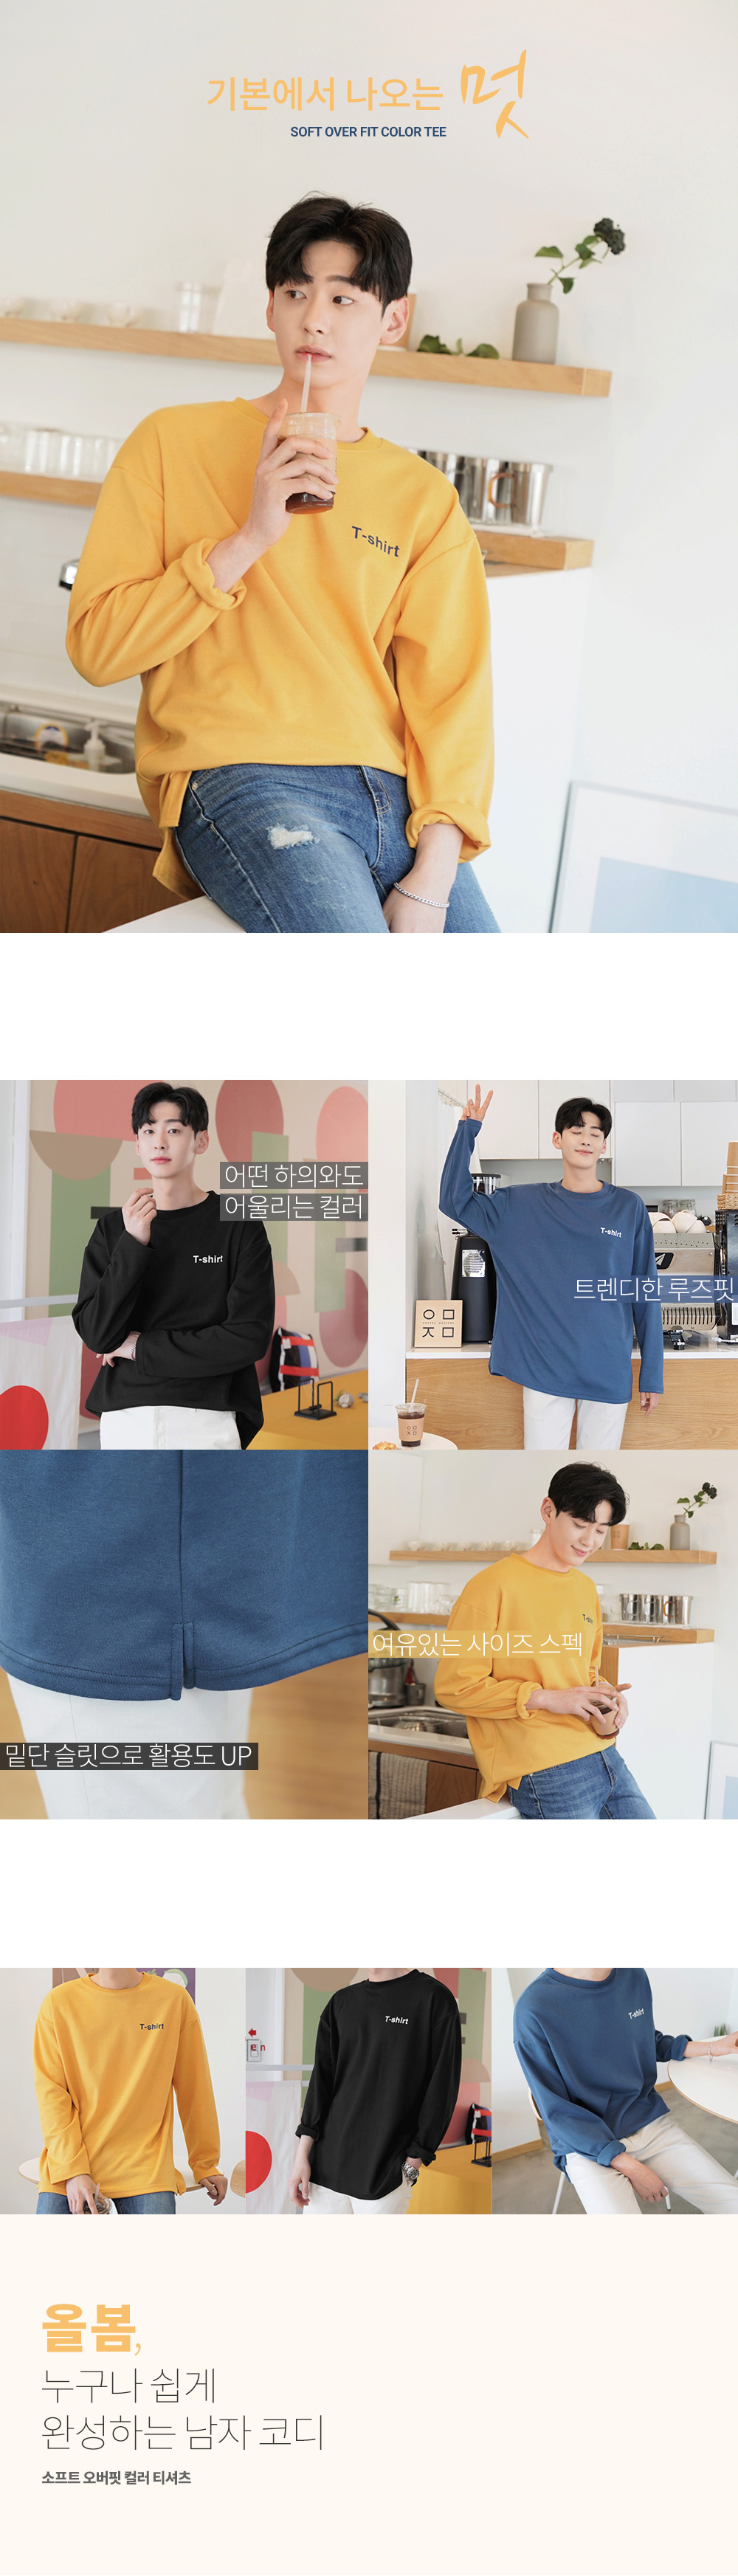 기본에서 나오는 멋
SOFT OVER FIT COLOR TEE
T-shirt
어떤 하의와도
어울리는 컬러
T-shirt
T-shirt
트렌디한 루즈핏
여유있는 사이즈 스펙
밑단 슬릿으로 활용도 UP
T-shirt
T-shirt
T-shirt
올봄,
누구나 쉽게
완성하는 남자 코디
소프트 오버핏 컬러 티셔츠